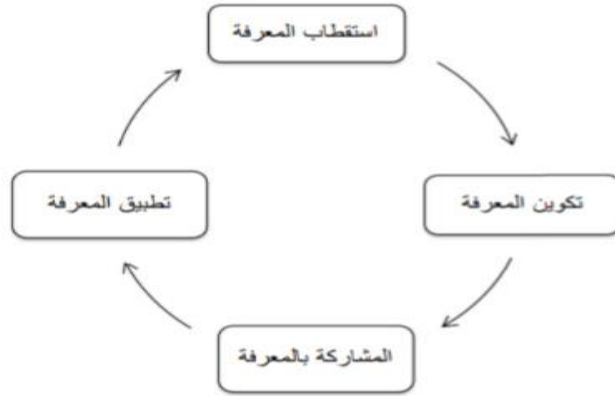 استقطاب المعرفة
تكوين المعرفة
المشاركة بالمعرفة
تطبيق المعرفة